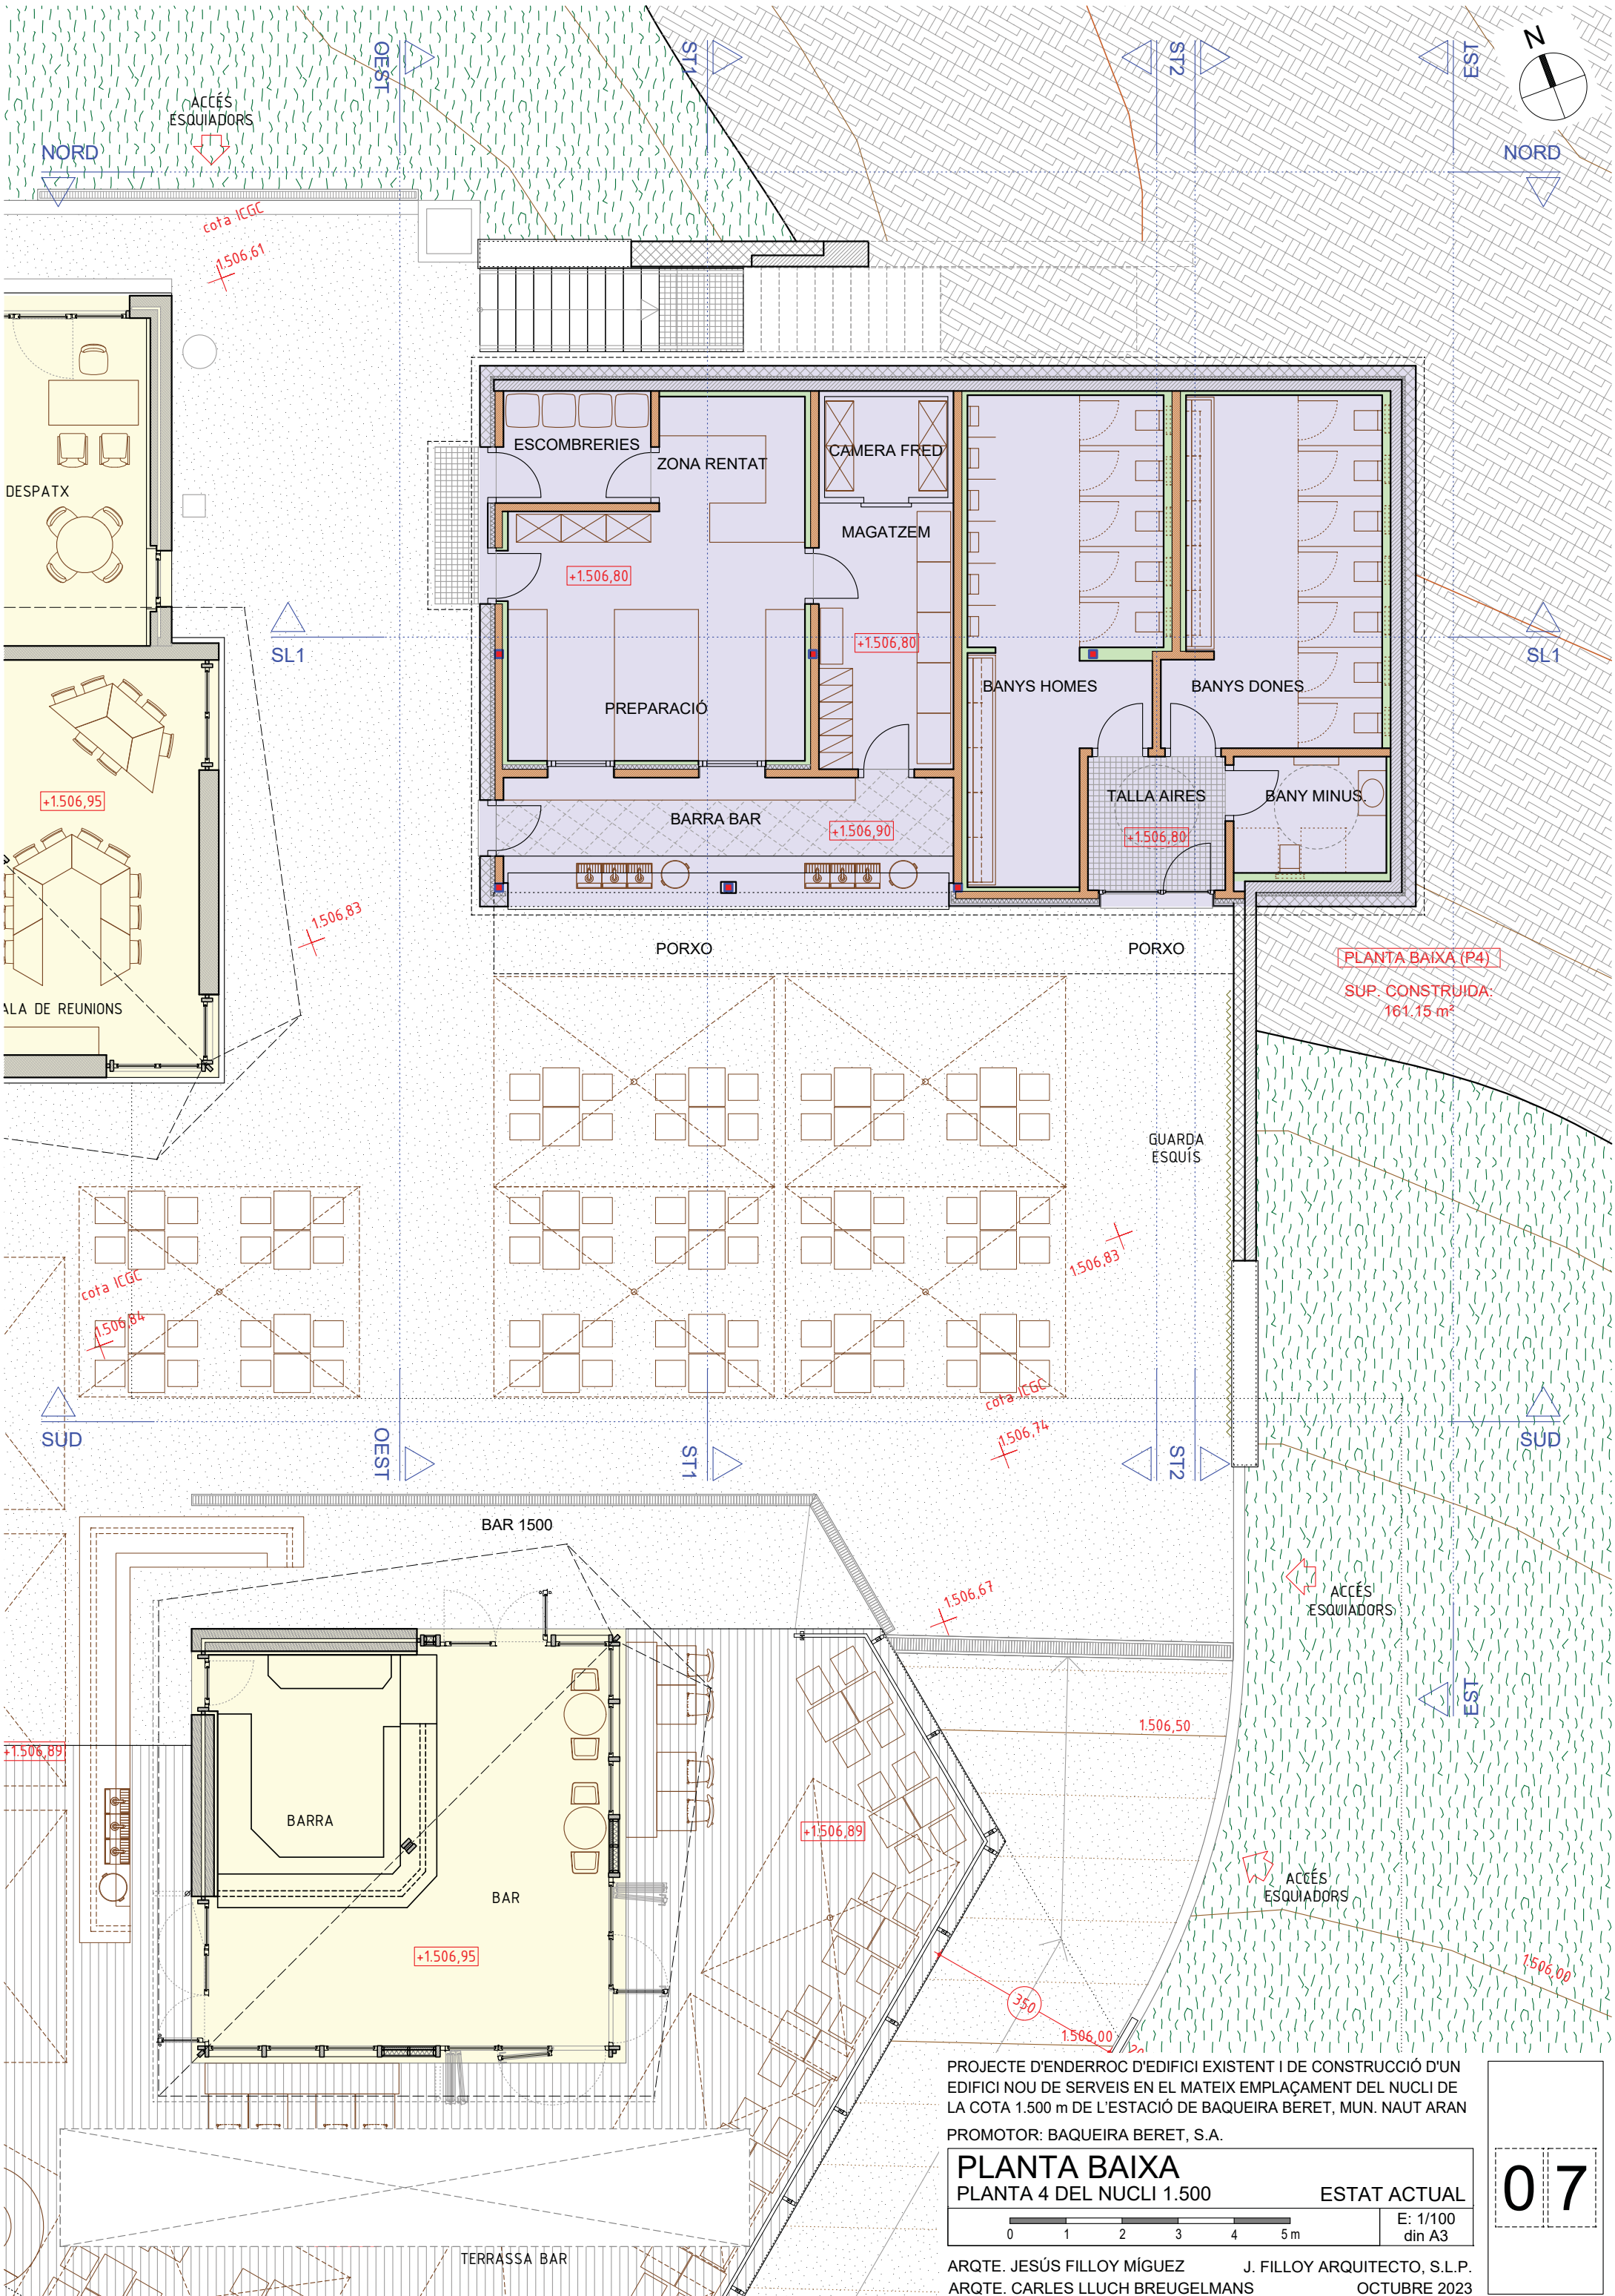 N
OEST
ST1
ST2
EST
ACCÉS
ESQUIADORS
NORD
NORD
cota ICGC
1.506,61
ESCOMBRERIES
ZONA RENTAT
CAMERA FRED
DESPATX
MAGATZEM
+1.506,80
+1.506,80
SL1
SL1
BANYS HOMES
BANYS DONES
PREPARACIÓ
+1.506,95
TALLA AIRES
BANY MINUS.
BARRA BAR
+1.506,90
+1.506,80
1.506,83
PORXO
PORXO
PLANTA BAIXA (P4)
SUP. CONSTRUIDA:
161.15 m²
ALA DE REUNIONS
GUARDA
ESQUÍS
1.506,83
cota ICGC
1.506,84
cota ICGC
1.506,74
SUD
SUD
OEST
ST1
ST2
BAR 1500
1.506,67
ACCÉS
ESQUIADORS
EST
1.506,50
+1.506,89
BARRA
+1.506,89
ACCÉS
ESQUIADORS
BAR
+1.506,95
1.506,00
350
1.506,00
PROJECTE D'ENDERROC D'EDIFICI EXISTENT I DE CONSTRUCCIÓ D'UN
EDIFICI NOU DE SERVEIS EN EL MATEIX EMPLAÇAMENT DEL NUCLI DE
LA COTA 1.500 m DE L'ESTACIÓ DE BAQUEIRA BERET, MUN. NAUT ARAN
PROMOTOR: BAQUEIRA BERET, S.A.
PLANTA BAIXA
PLANTA 4 DEL NUCLI 1.500
ESTAT ACTUAL
07
0 1 2 3 4 5 m
E: 1/100
din A3
TERRASSA BAR
ARQTE. JESÚS FILLOY MÍGUEZ J. FILLOY ARQUITECTO, S.L.P.
ARQTE. CARLES LLUCH BREUGELMANS OCTUBRE 2023